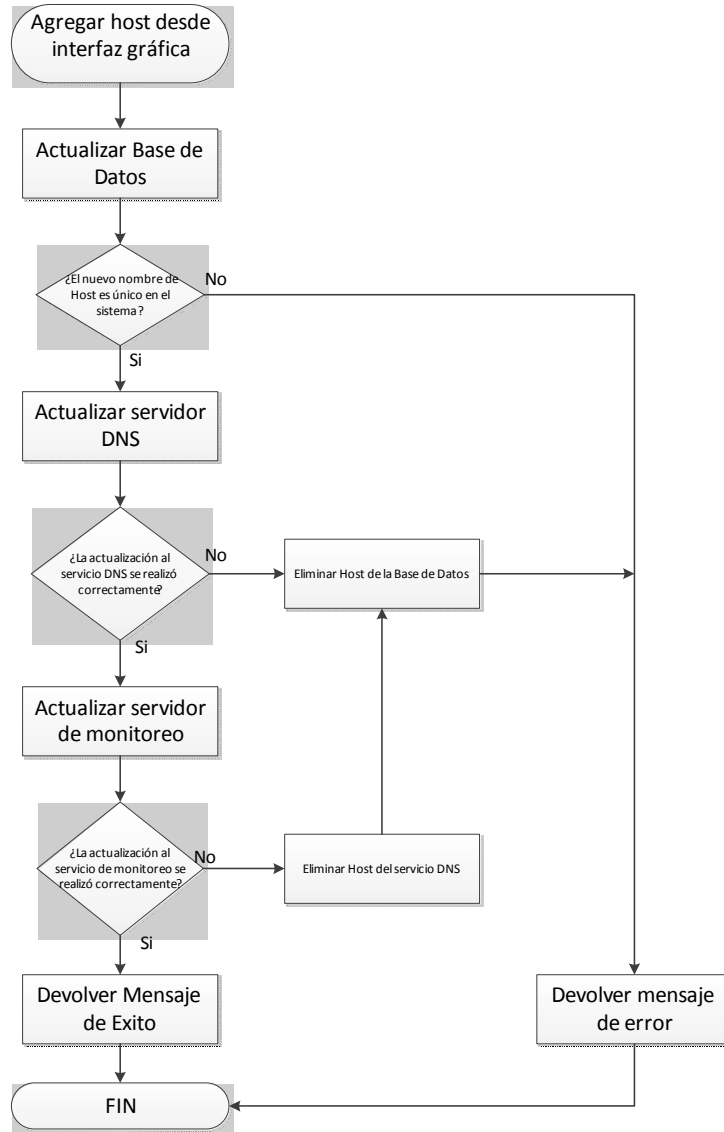 Agregar host desde
interfaz gráfica
Actualizar Base de
Datos
¿El nuevo nombre de
Host es único en el
sistema?
No
Si
Actualizar servidor
DNS
¿La actualización al
servicio DNS se realizó
correctamente?
No
Eliminar Host de la Base de Datos
Si
Actualizar servidor
de monitoreo
¿La actualización al
servicio de monitoreo se
realizó correctamente?
No
Eliminar Host del servicio DNS
Si
Devolver Mensaje
de Exito
Devolver mensaje
de error
FIN